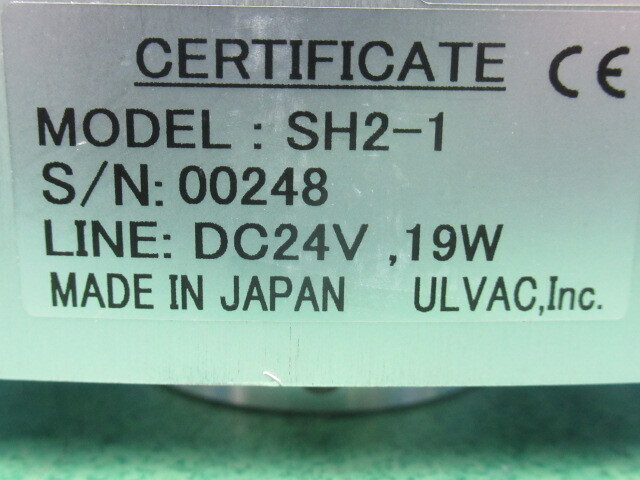 CERTIFICATE CE
MODEL : SH2-1
S/N: 00248
LINE: DC24V ,19W
MADE IN JAPAN ULVAC,Inc.